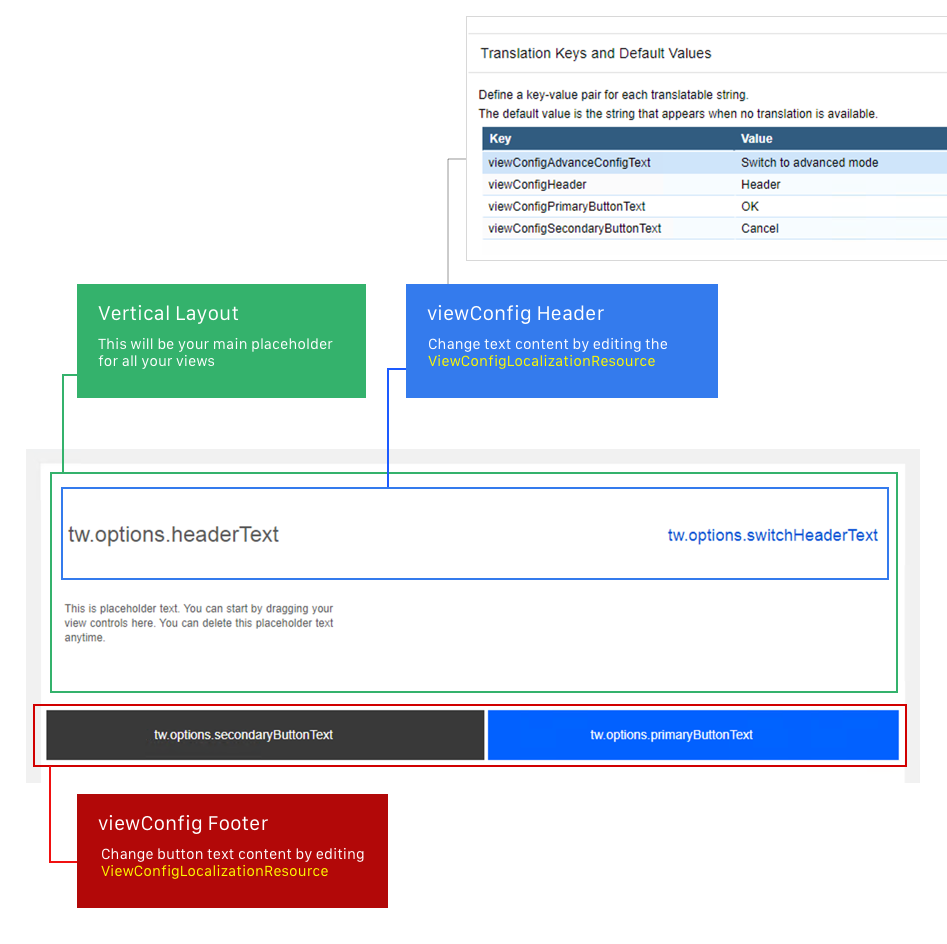 Translation Keys and Default Values
Define a key-value pair for each translatable string.
The default value is the string that appears when no translation is available.
Key Value
viewConfigAdvanceConfigText Switch to advanced mode
viewConfigHeader Header
viewConfigPrimaryButtonText OK
viewConfigSecondaryButtonText Cancel
Vertical Layout
This will be your main placeholder
for all your views
viewConfig Header
Change text content by editing the
ViewConfigLocalizationResource
tw.options.headerText
tw.options.switchHeaderText
This is placeholder text. You can start by dragging your
view controls here. You can delete this placeholder text
anytime.
tw.options.secondaryButtonText
tw.options.primaryButtonText
viewConfig Footer
Change button text content by editing
ViewConfigLocalizationResource